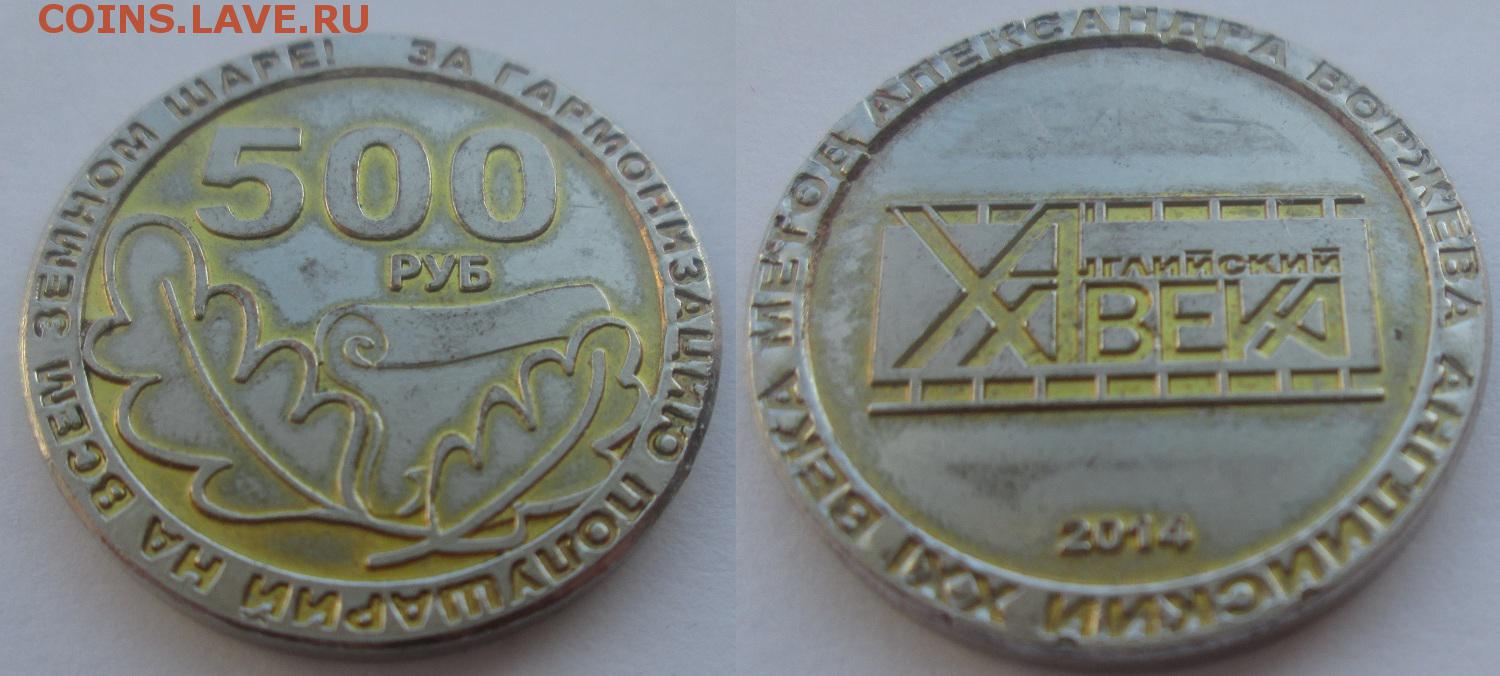 COINS.LAVE.RU
ЗА ГАРМОНИЗАЦИЮ ПОЛУШАРИЙ НА ВСЕМ ЗЕМНОМ ШАРЕ!
500
РУБ
МЕТОД АЛЕКСАНДРА ВОРЖЕВА АНГЛИЙСКИЙ XXI ВЕКА
Английский
XXI ВЕКА
2014